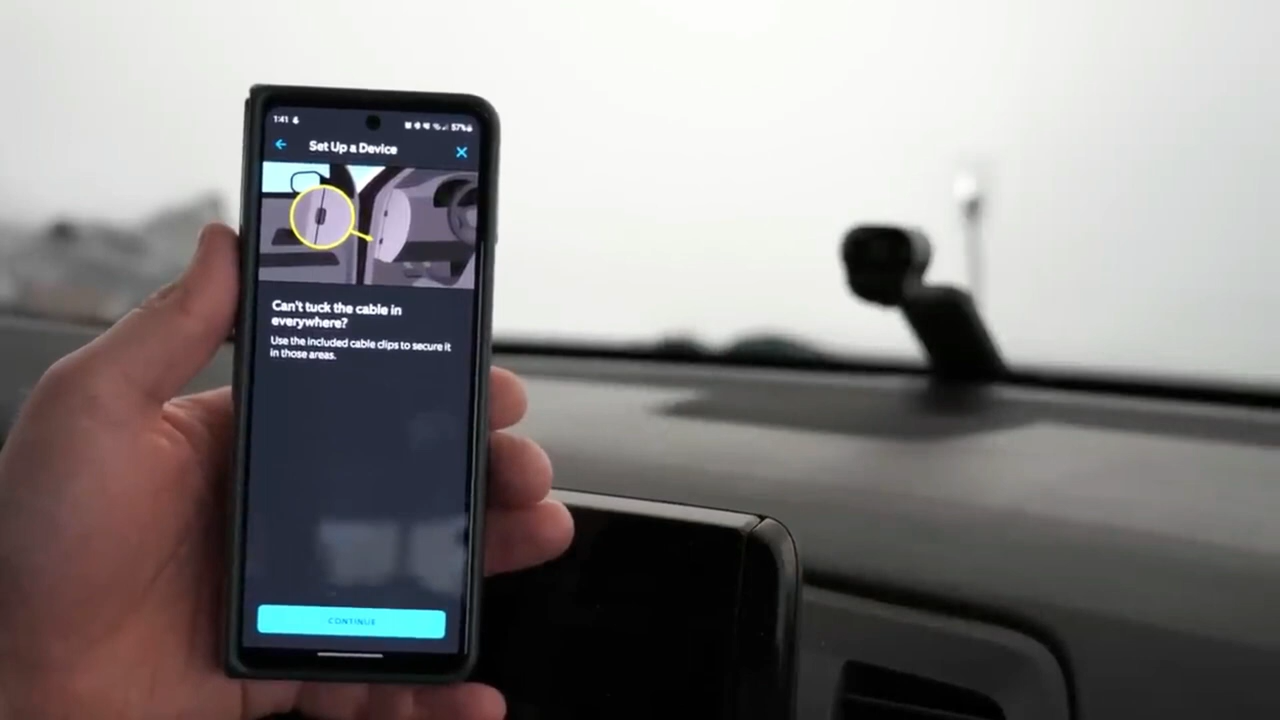 1:41
57%
Set Up a Device
Can't tuck the cable in
everywhere?
Use the included cable clips to secure it
in those areas.
CONTINUE